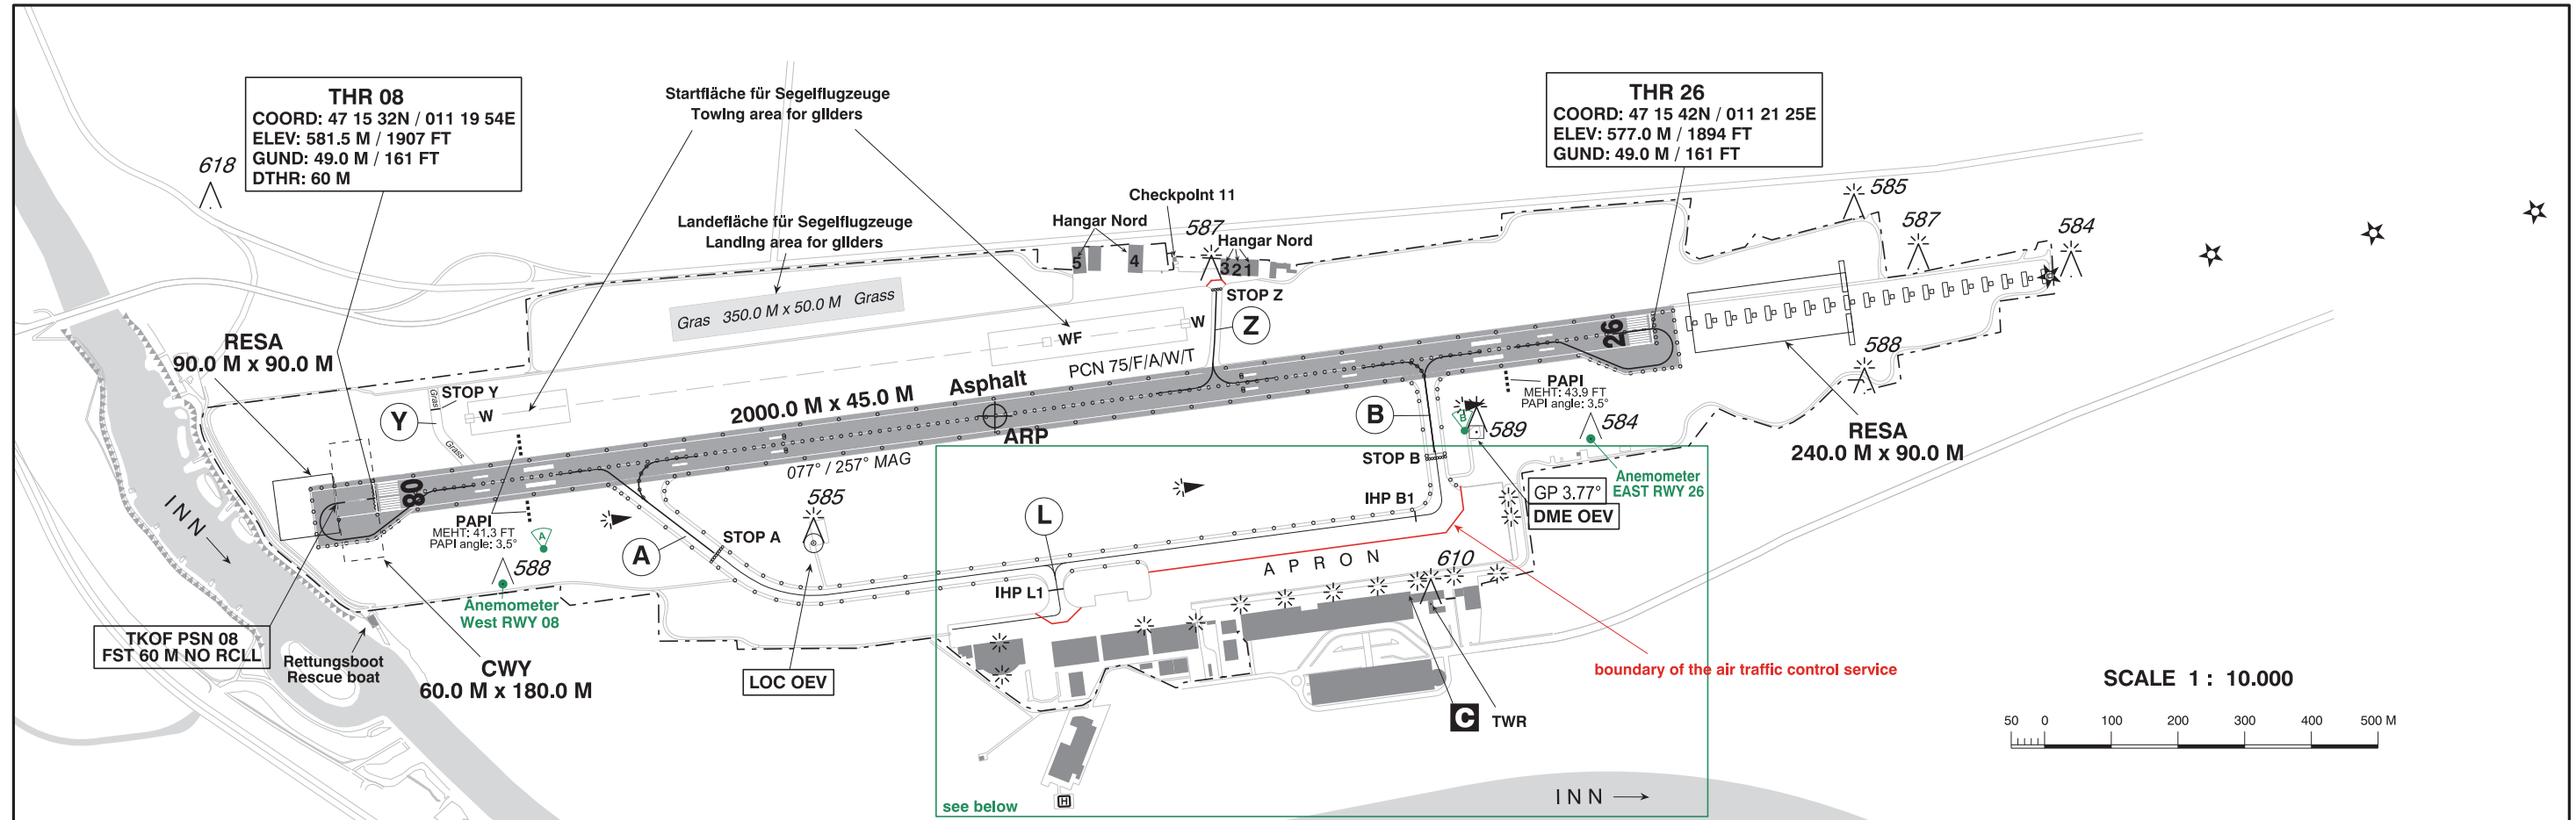 THR 08
COORD: 47 15 32N / 011 19 54E
ELEV: 581.5 M / 1907 FT
GUND: 49.0 M / 161 FT
DTHR: 60 M
618
Startfläche für Segelflugzeuge
Towing area for gliders
THR 26
COORD: 47 15 42N / 011 21 25E
ELEV: 577.0 M / 1894 FT
GUND: 49.0 M / 161 FT
Landefläche für Segelflugzeuge
Landing area for gliders
Checkpoint 11
Hangar Nord
587
Hangar Nord
5
4
3 2 1
585
587
584
Gras 350.0 M x 50.0 M Grass
STOP Z
Z
W
WF
PCN 75/F/A/W/T
26
RESA
90.0 M x 90.0 M
Gras
STOP Y
W
Y
Grass
2000.0 M x 45.0 M
Asphalt
ARP
077° / 257° MAG
80
B
PAPI
MEHT: 43.9 FT
PAPI angle: 3,5°
B
589
584
588
RESA
240.0 M x 90.0 M
STOP B
Anemometer
EAST RWY 26
GP 3.77°
DME OEV
IHP B1
INN
PAPI
MEHT: 41.3 FT
PAPI angle: 3,5°
A
588
Anemometer
West RWY 08
A
STOP A
585
L
IHP L1
APRON
610
TKOF PSN 08
FST 60 M NO RCLL
Rettungsboot
Rescue boat
CWY
60.0 M x 180.0 M
LOC OEV
boundary of the air traffic control service
C
TWR
H
see below
INN
SCALE 1 : 10.000
50 0 100 200 300 400 500 M